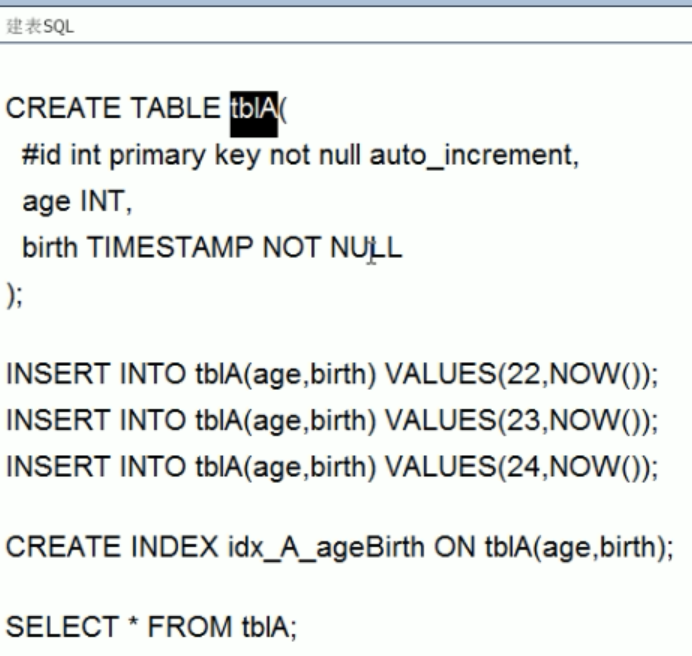 建表SQL
CREATE TABLE tblA(
#id int primary key not null auto_increment,
age INT,
birth TIMESTAMP NOT NULL
);
INSERT INTO tblA(age,birth) VALUES(22,NOW());
INSERT INTO tblA(age,birth) VALUES(23,NOW());
INSERT INTO tblA(age,birth) VALUES(24,NOW());
CREATE INDEX idx_A_ageBirth ON tblA(age,birth);
SELECT * FROM tblA;